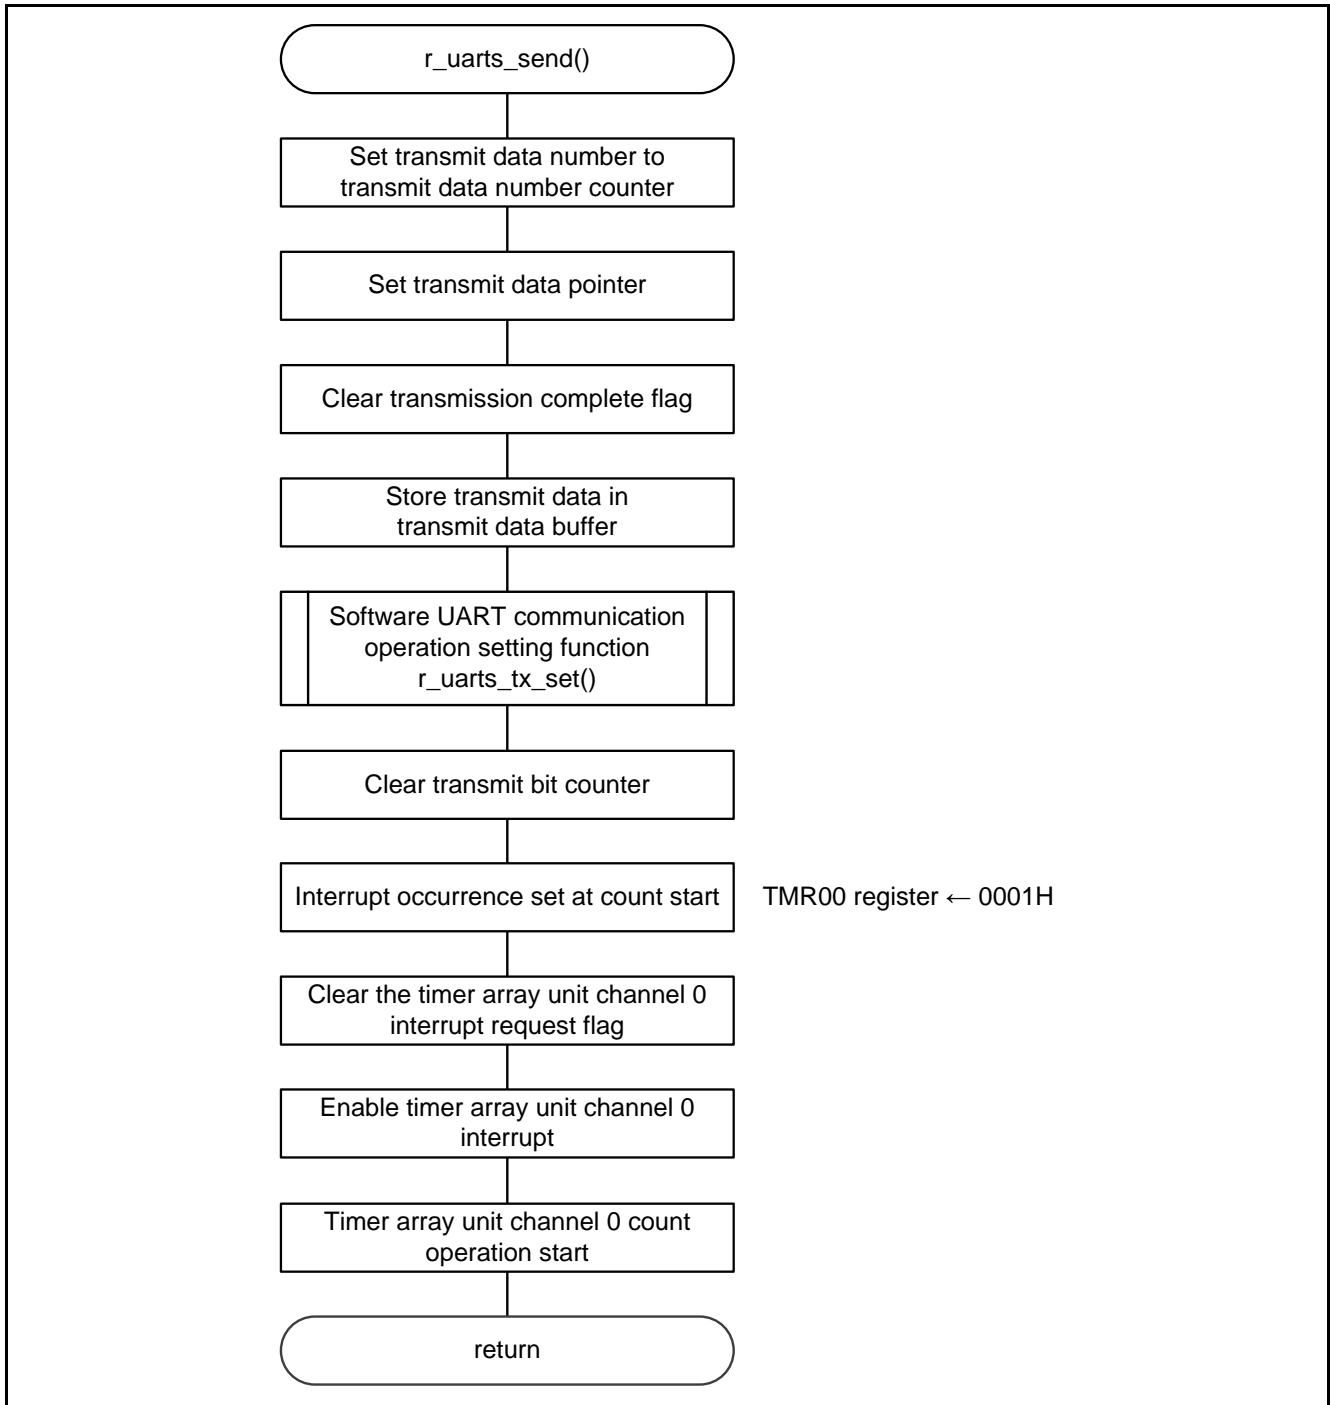 r_uarts_send()
Set transmit data number to
transmit data number counter
Set transmit data pointer
Clear transmission complete flag
Store transmit data in
transmit data buffer
Software UART communication
operation setting function
r_uarts_tx_set()
Clear transmit bit counter
Interrupt occurrence set at count start
TMR00 register ← 0001H
Clear the timer array unit channel 0
interrupt request flag
Enable timer array unit channel 0
interrupt
Timer array unit channel 0 count
operation start
return